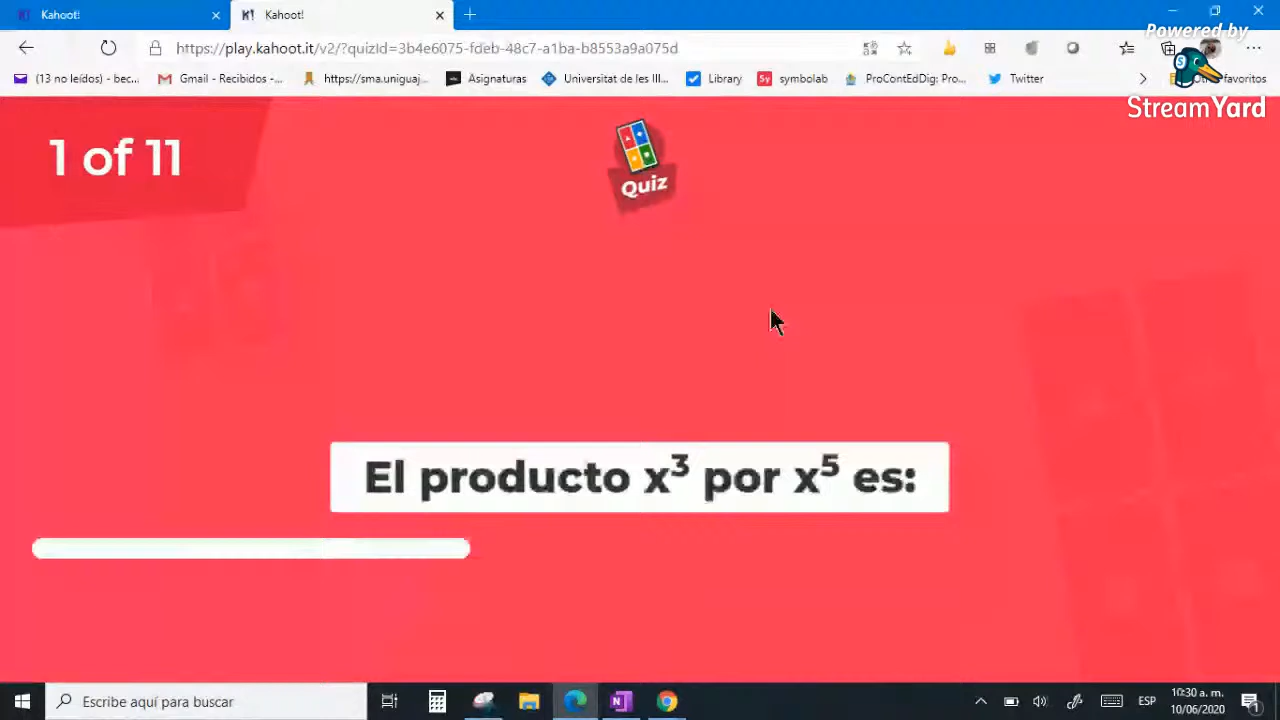 Kahoot!
Kahoot!
Powered by
StreamYard
https://play.kahoot.it/v2/?quizId=3b4e6075-fdeb-48c7-a1ba-b8553a9a075d
(13 no leídos) - bec...
Gmail - Recibidos -...
https://sma.uniguaj...
Asignaturas
Universitat de les Ill...
Library
Sy symbolab
ProContEdDig: Pro...
Twitter
favoritos
1 of 11
Quiz
El producto x³ por x⁵ es:
Escribe aquí para buscar
ESP
10:30 a. m.
10/06/2020